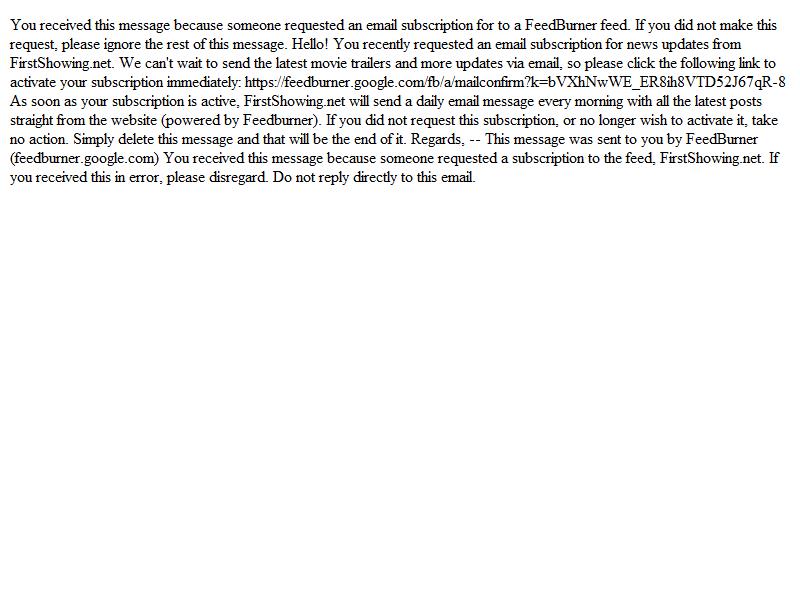 You received this message because someone requested an email subscription for to a FeedBurner feed. If you did not make this
request, please ignore the rest of this message. Hello! You recently requested an email subscription for news updates from
FirstShowing.net. We can't wait to send the latest movie trailers and more updates via email, so please click the following link to
activate your subscription immediately: https://feedburner.google.com/fb/a/mailconfirm?k=bVXhNwWE_ER8ih8VTD52J67qR-8
As soon as your subscription is active, FirstShowing.net will send a daily email message every morning with all the latest posts
straight from the website (powered by Feedburner). If you did not request this subscription, or no longer wish to activate it, take
no action. Simply delete this message and that will be the end of it. Regards, -- This message was sent to you by FeedBurner
(feedburner.google.com) You received this message because someone requested a subscription to the feed, FirstShowing.net. If
you received this in error, please disregard. Do not reply directly to this email.